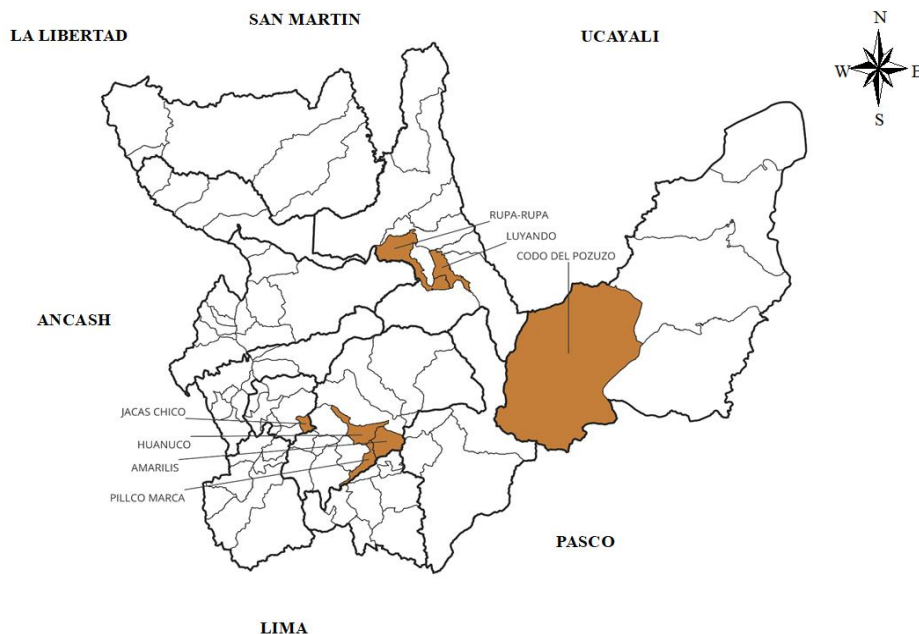 SAN MARTIN
LA LIBERTAD
UCAYALI
N
W
E
S
RUPA-RUPA
LUYANDO
CODO DEL POZUZO
ANCASH
JACAS CHICO
HUANUCO
AMARILIS
PILLCO MARCA
PASCO
LIMA